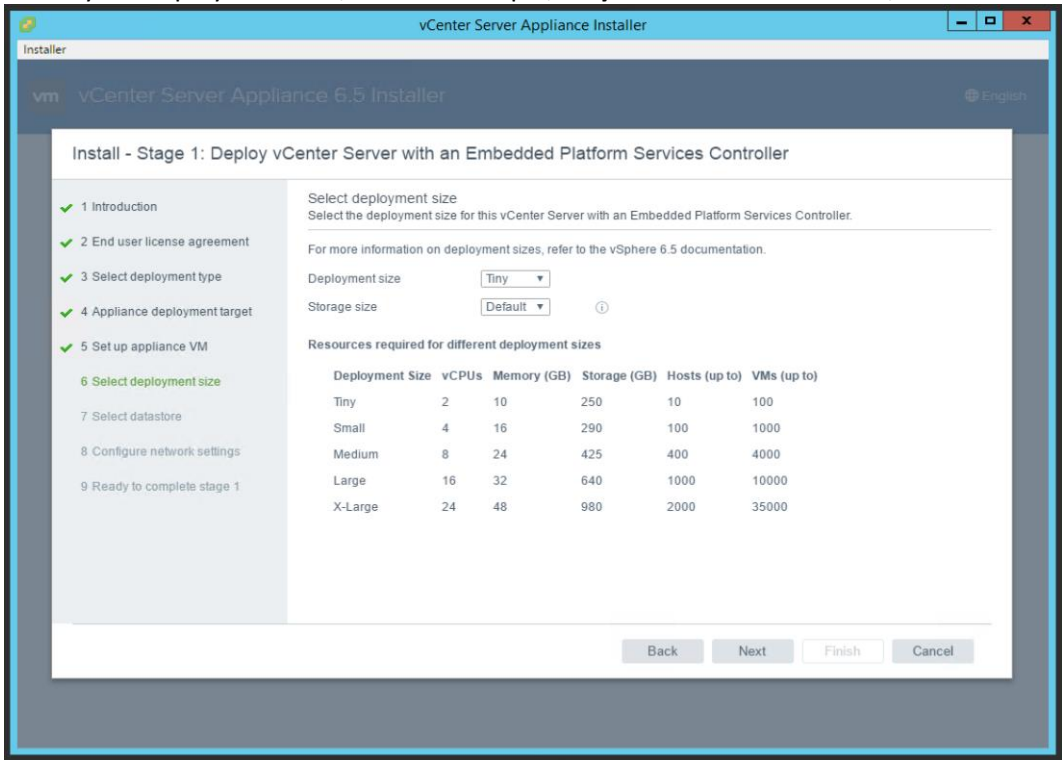 vCenter Server Appliance Installer
Installer
vm vCenter Server Appliance 6.5 Installer English
Install - Stage 1: Deploy vCenter Server with an Embedded Platform Services Controller
1 Introduction
2 End user license agreement
3 Select deployment type
4 Appliance deployment target
5 Set up appliance VM
6 Select deployment size
7 Select datastore
8 Configure network settings
9 Ready to complete stage 1
Select deployment size
Select the deployment size for this vCenter Server with an Embedded Platform Services Controller.
For more information on deployment sizes, refer to the vSphere 6.5 documentation.
Deployment size Tiny
Storage size Default
Resources required for different deployment sizes
Deployment Size vCPUs Memory (GB) Storage (GB) Hosts (up to) VMs (up to)
Tiny 2 10 250 10 100
Small 4 16 290 100 1000
Medium 8 24 425 400 4000
Large 16 32 640 1000 10000
X-Large 24 48 980 2000 35000
Back Next Finish Cancel